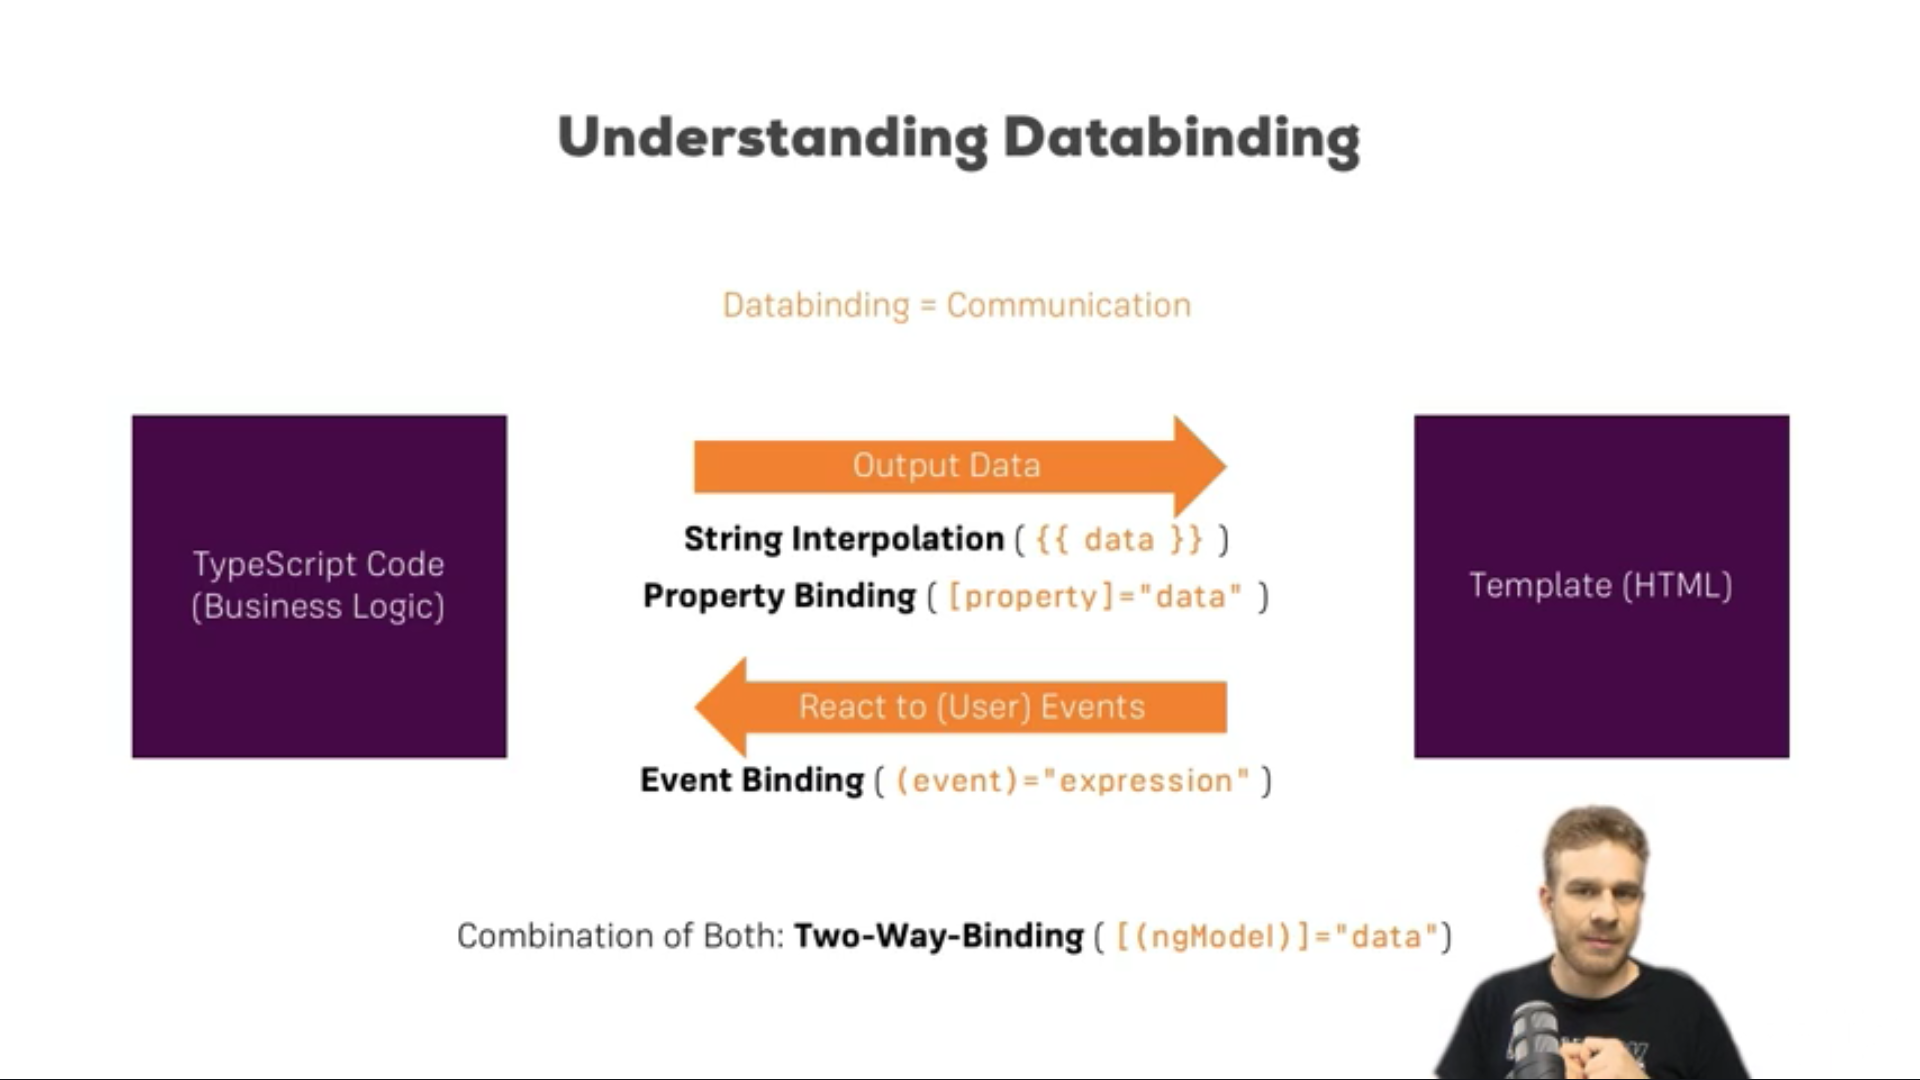 Understanding Databinding
Databinding = Communication
Output Data
String Interpolation ( {{ data }} )
TypeScript Code
(Business Logic)
Property Binding ( [property]="data" )
Template (HTML)
React to (User) Events
Event Binding ( (event)="expression" )
Combination of Both: Two-Way-Binding ( [(ngModel)]="data")